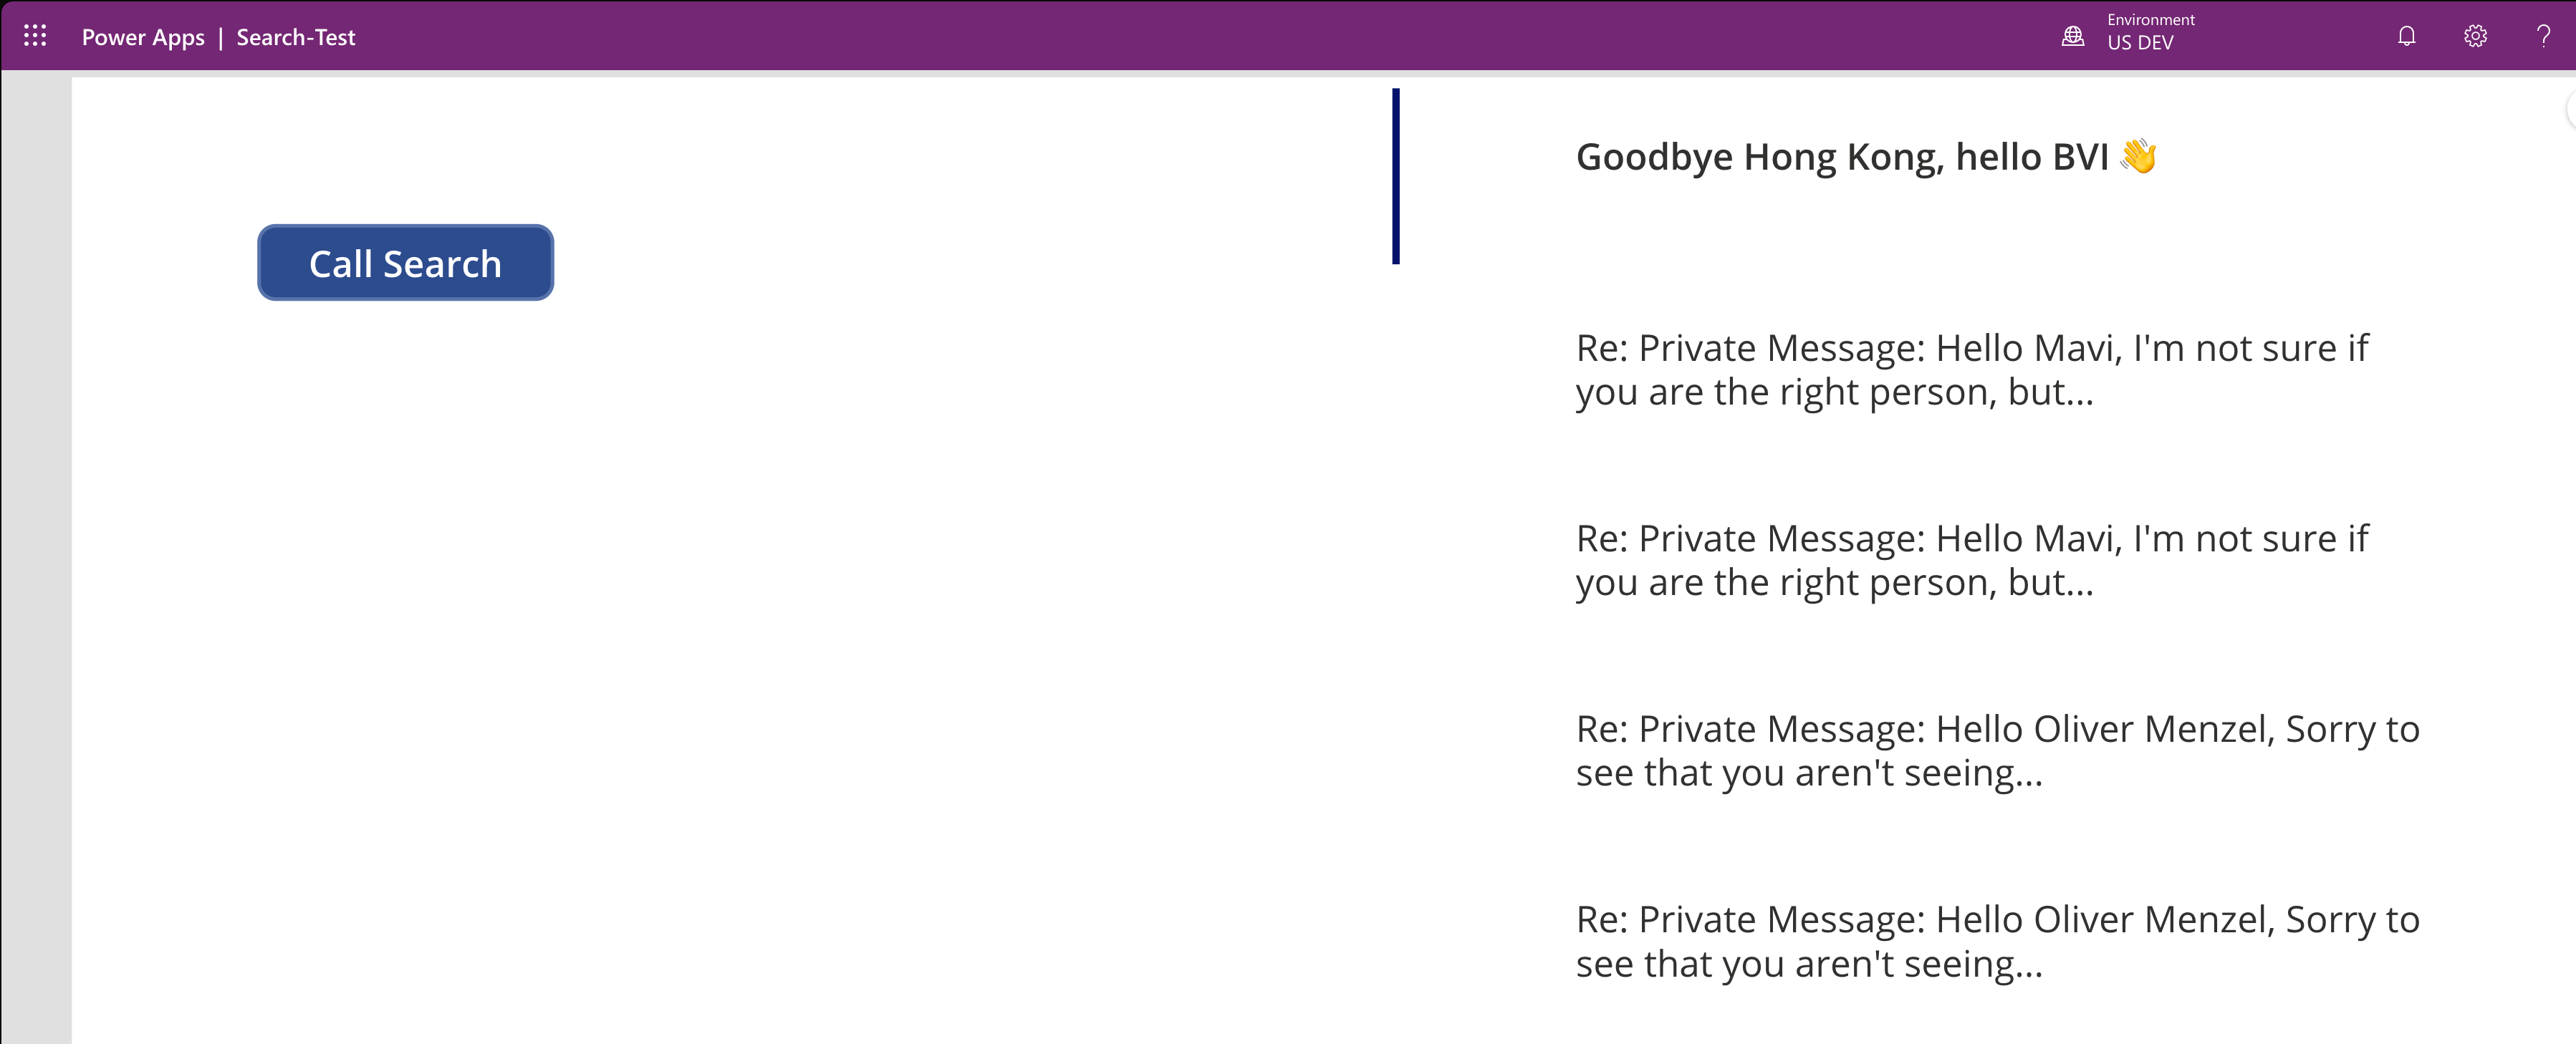 Power Apps | Search-Test
Environment
US DEV
?
Call Search
Goodbye Hong Kong, hello BVI 👋
Re: Private Message: Hello Mavi, I'm not sure if
you are the right person, but...
Re: Private Message: Hello Mavi, I'm not sure if
you are the right person, but...
Re: Private Message: Hello Oliver Menzel, Sorry to
see that you aren't seeing...
Re: Private Message: Hello Oliver Menzel, Sorry to
see that you aren't seeing...